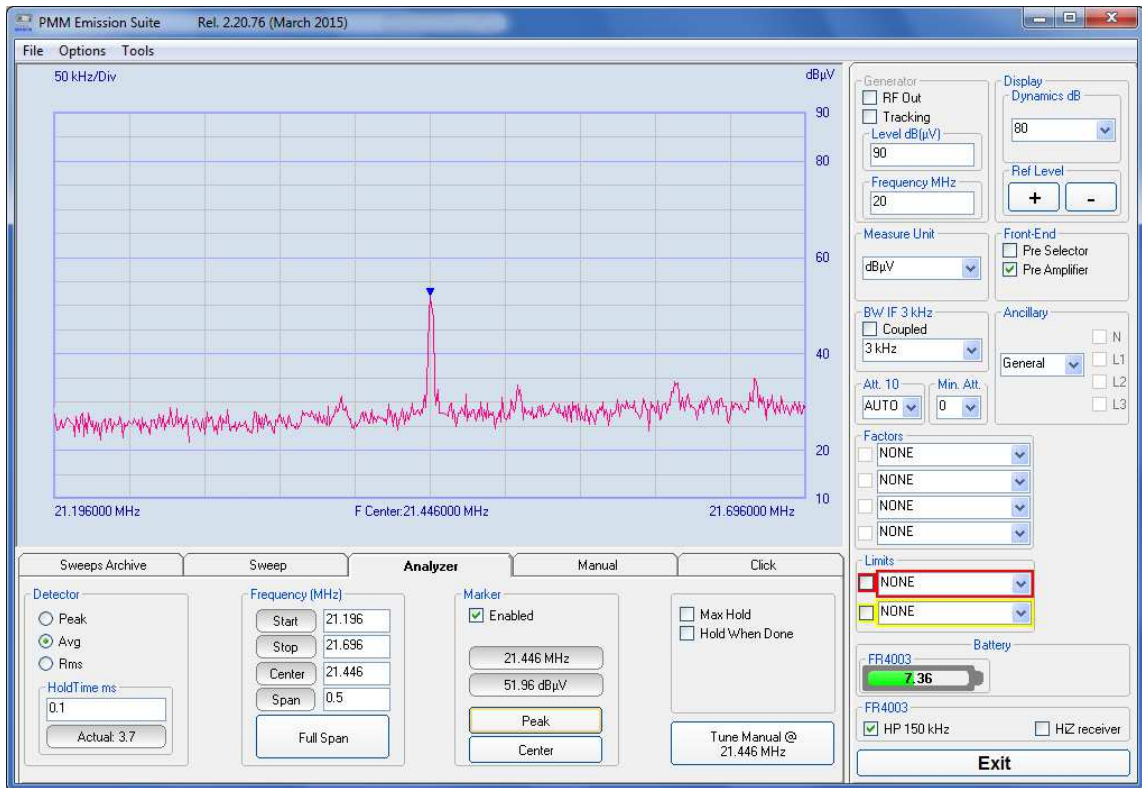 PMM Emission Suite Rel. 2.20.76 (March 2015)
File Options Tools
50 kHz/Div
dBµV
90
80
60
40
20
10
21.196000 MHz
F Center:21.446000 MHz
21.696000 MHz
Generator
RF Out
Tracking
Level dB(µV)
90
Frequency MHz
20
Display
Dynamics dB
80
Ref Level
+
-
Measure Unit
dBµV
Front-End
Pre Selector
Pre Amplifier
BW IF 3 kHz
Coupled
3 kHz
Ancillary
General
N
L1
L2
L3
Att. 10
AUTO
Min. Att.
0
Factors
NONE
NONE
NONE
NONE
Limits
NONE
NONE
Battery
FR4003
7.36
FR4003
HP 150 kHz
HiZ receiver
Exit
Sweeps Archive
Sweep
Analyzer
Manual
Click
Detector
Peak
Avg
Rms
HoldTime ms
0.1
Actual: 3.7
Frequency (MHz)
Start 21.196
Stop 21.696
Center 21.446
Span 0.5
Full Span
Marker
Enabled
21.446 MHz
51.96 dBµV
Peak
Center
Max Hold
Hold When Done
Tune Manual @
21.446 MHz